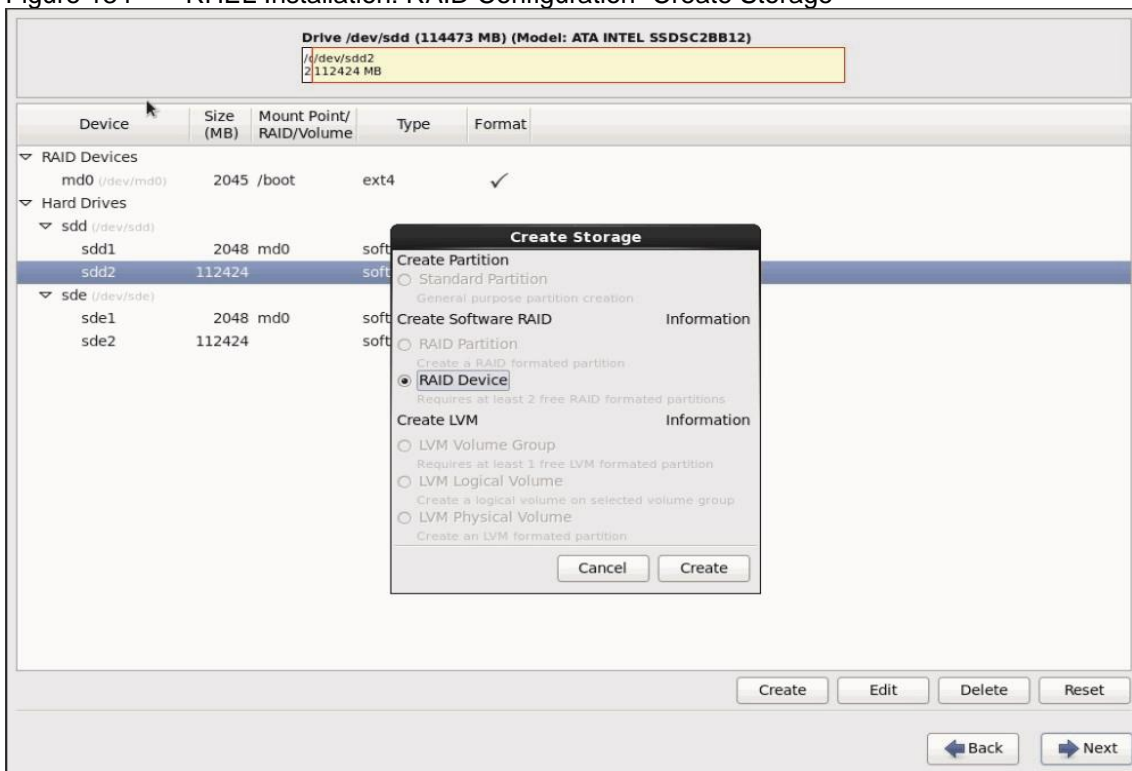 Drive /dev/sdd (114473 MB) (Model: ATA INTEL SSDSC2BB12)
/dev/sdd2
112424 MB
Device Size (MB) Mount Point/ RAID/Volume Type Format
RAID Devices
md0 (/dev/md0) 2045 /boot ext4 ✓
Hard Drives
sdd (/dev/sdd)
sdd1 2048 md0 soft
sdd2 112424 soft
sde (/dev/sde)
sde1 2048 md0 soft
sde2 112424 soft
Create Storage
Create Partition
Standard Partition
General purpose partition creation
Create Software RAID Information
RAID Partition
Create a RAID formated partition
RAID Device
Requires at least 2 free RAID formated partitions
Create LVM Information
LVM Volume Group
Requires at least 1 free LVM formated partition
LVM Logical Volume
Create a logical volume on selected volume group
LVM Physical Volume
Create an LVM formated partition
Cancel Create
Create Edit Delete Reset
Back Next